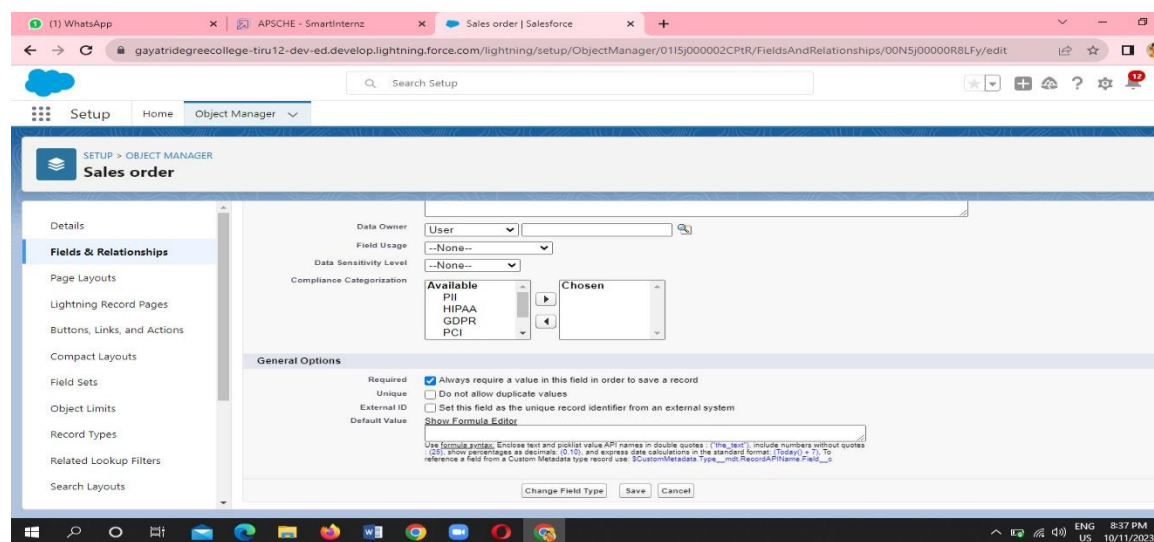 (1) WhatsApp
APSCHE - SmartInternz
Sales order | Salesforce
gayatridegreecollege-tiru12-dev-ed.develop.lightning.force.com/lightning/setup/ObjectManager/01I5j000002CPtR/FieldsAndRelationships/00N5j00000R8LFy/edit
Search Setup
12
Setup Home Object Manager
SETUP > OBJECT MANAGER
Sales order
Details
Fields & Relationships
Page Layouts
Lightning Record Pages
Buttons, Links, and Actions
Compact Layouts
Field Sets
Object Limits
Record Types
Related Lookup Filters
Search Layouts
Data Owner User
Field Usage --None--
Data Sensitivity Level --None--
Compliance Categorization
Available Chosen
PII
HIPAA
GDPR
PCI
General Options
Required Always require a value in this field in order to save a record
Unique Do not allow duplicate values
External ID Set this field as the unique record identifier from an external system
Default Value Show Formula Editor
Use formula syntax: Enclose text and picklist value API names in double quotes : ("the_text"), include numbers without quotes
: (25), show percentages as decimals: (0.10), and express date calculations in the standard format: (Today() + 7), To
reference a field from a Custom Metadata type record use: $CustomMetadata.Type__mdt.RecordAPIName.Field__c
Change Field Type Save Cancel
ENG 8:37 PM
US 10/11/2023